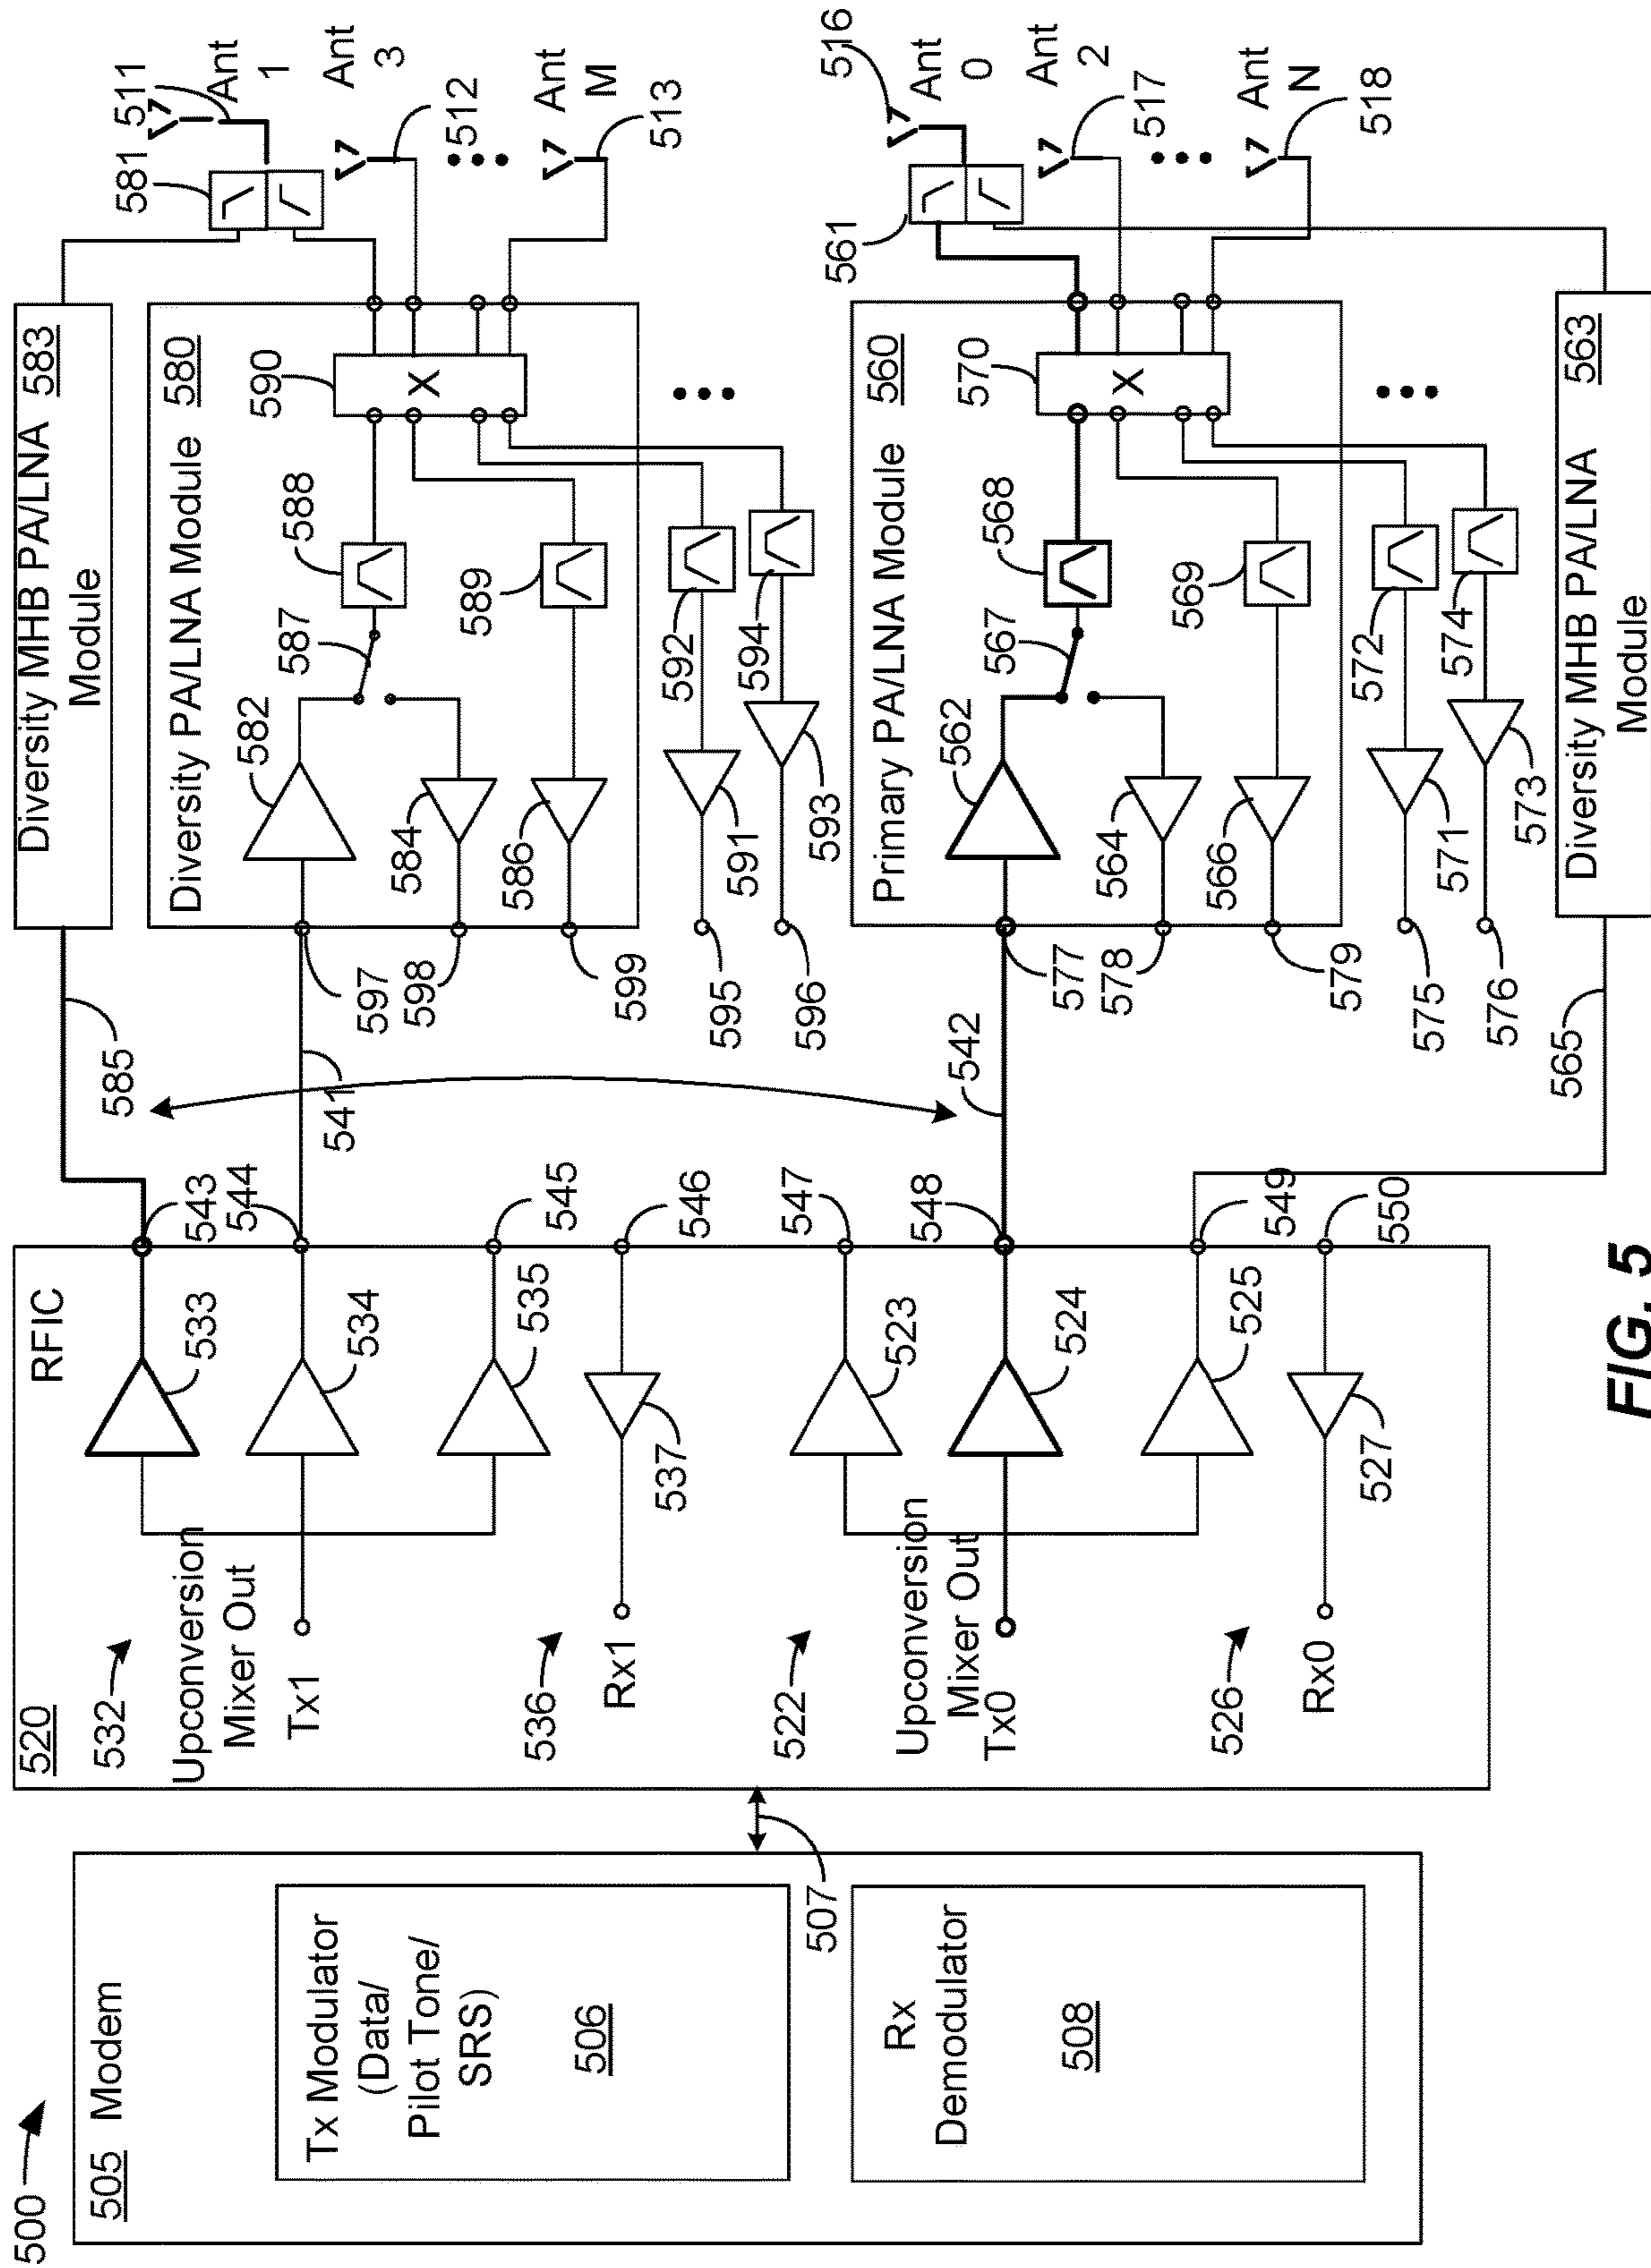 500
505 Modem
Tx Modulator
(Data/
Pilot Tone/
SRS)
506
Rx
Demodulator
508
507
520
RFIC
532
Upconversion
Mixer Out
Tx1
533
534
535
536
Rx1
537
522
Upconversion
Mixer Out
Tx0
523
524
525
526
Rx0
527
543
544
545
546
547
548
549
550
585
541
542
565
Diversity MHB PA/LNA
Module
583
Diversity PA/LNA Module
580
582
584
586
587
588
589
590
X
597
598
599
592
594
591
593
595
596
Primary PA/LNA Module
560
562
564
566
567
568
569
570
X
577
578
579
572
574
571
573
575
576
Diversity MHB PA/LNA
Module
563
581
511
Ant
1
Ant
3
512
Ant
M
513
561
516
Ant
0
Ant
2
517
Ant
N
518
FIG. 5